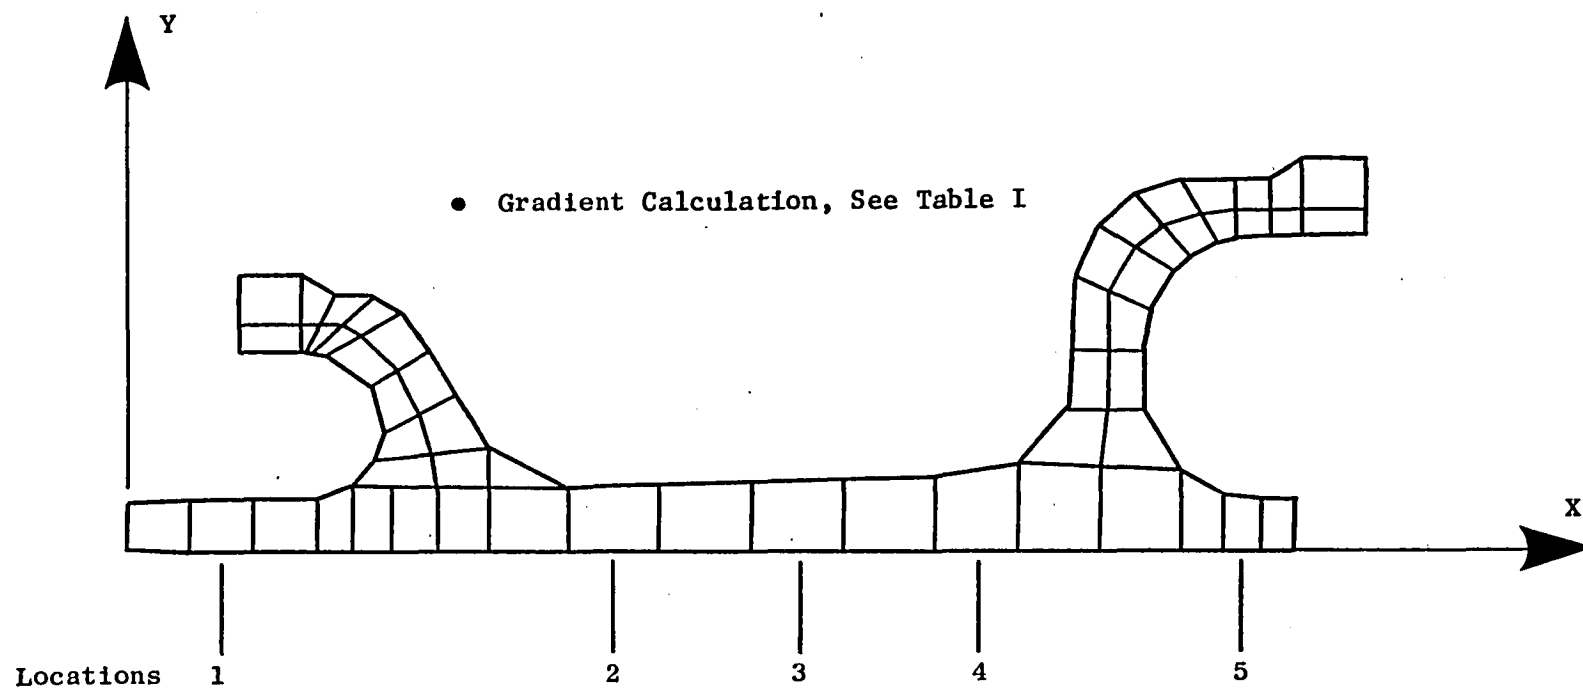 Y
• Gradient Calculation, See Table I
X
Locations 1 2 3 4 5